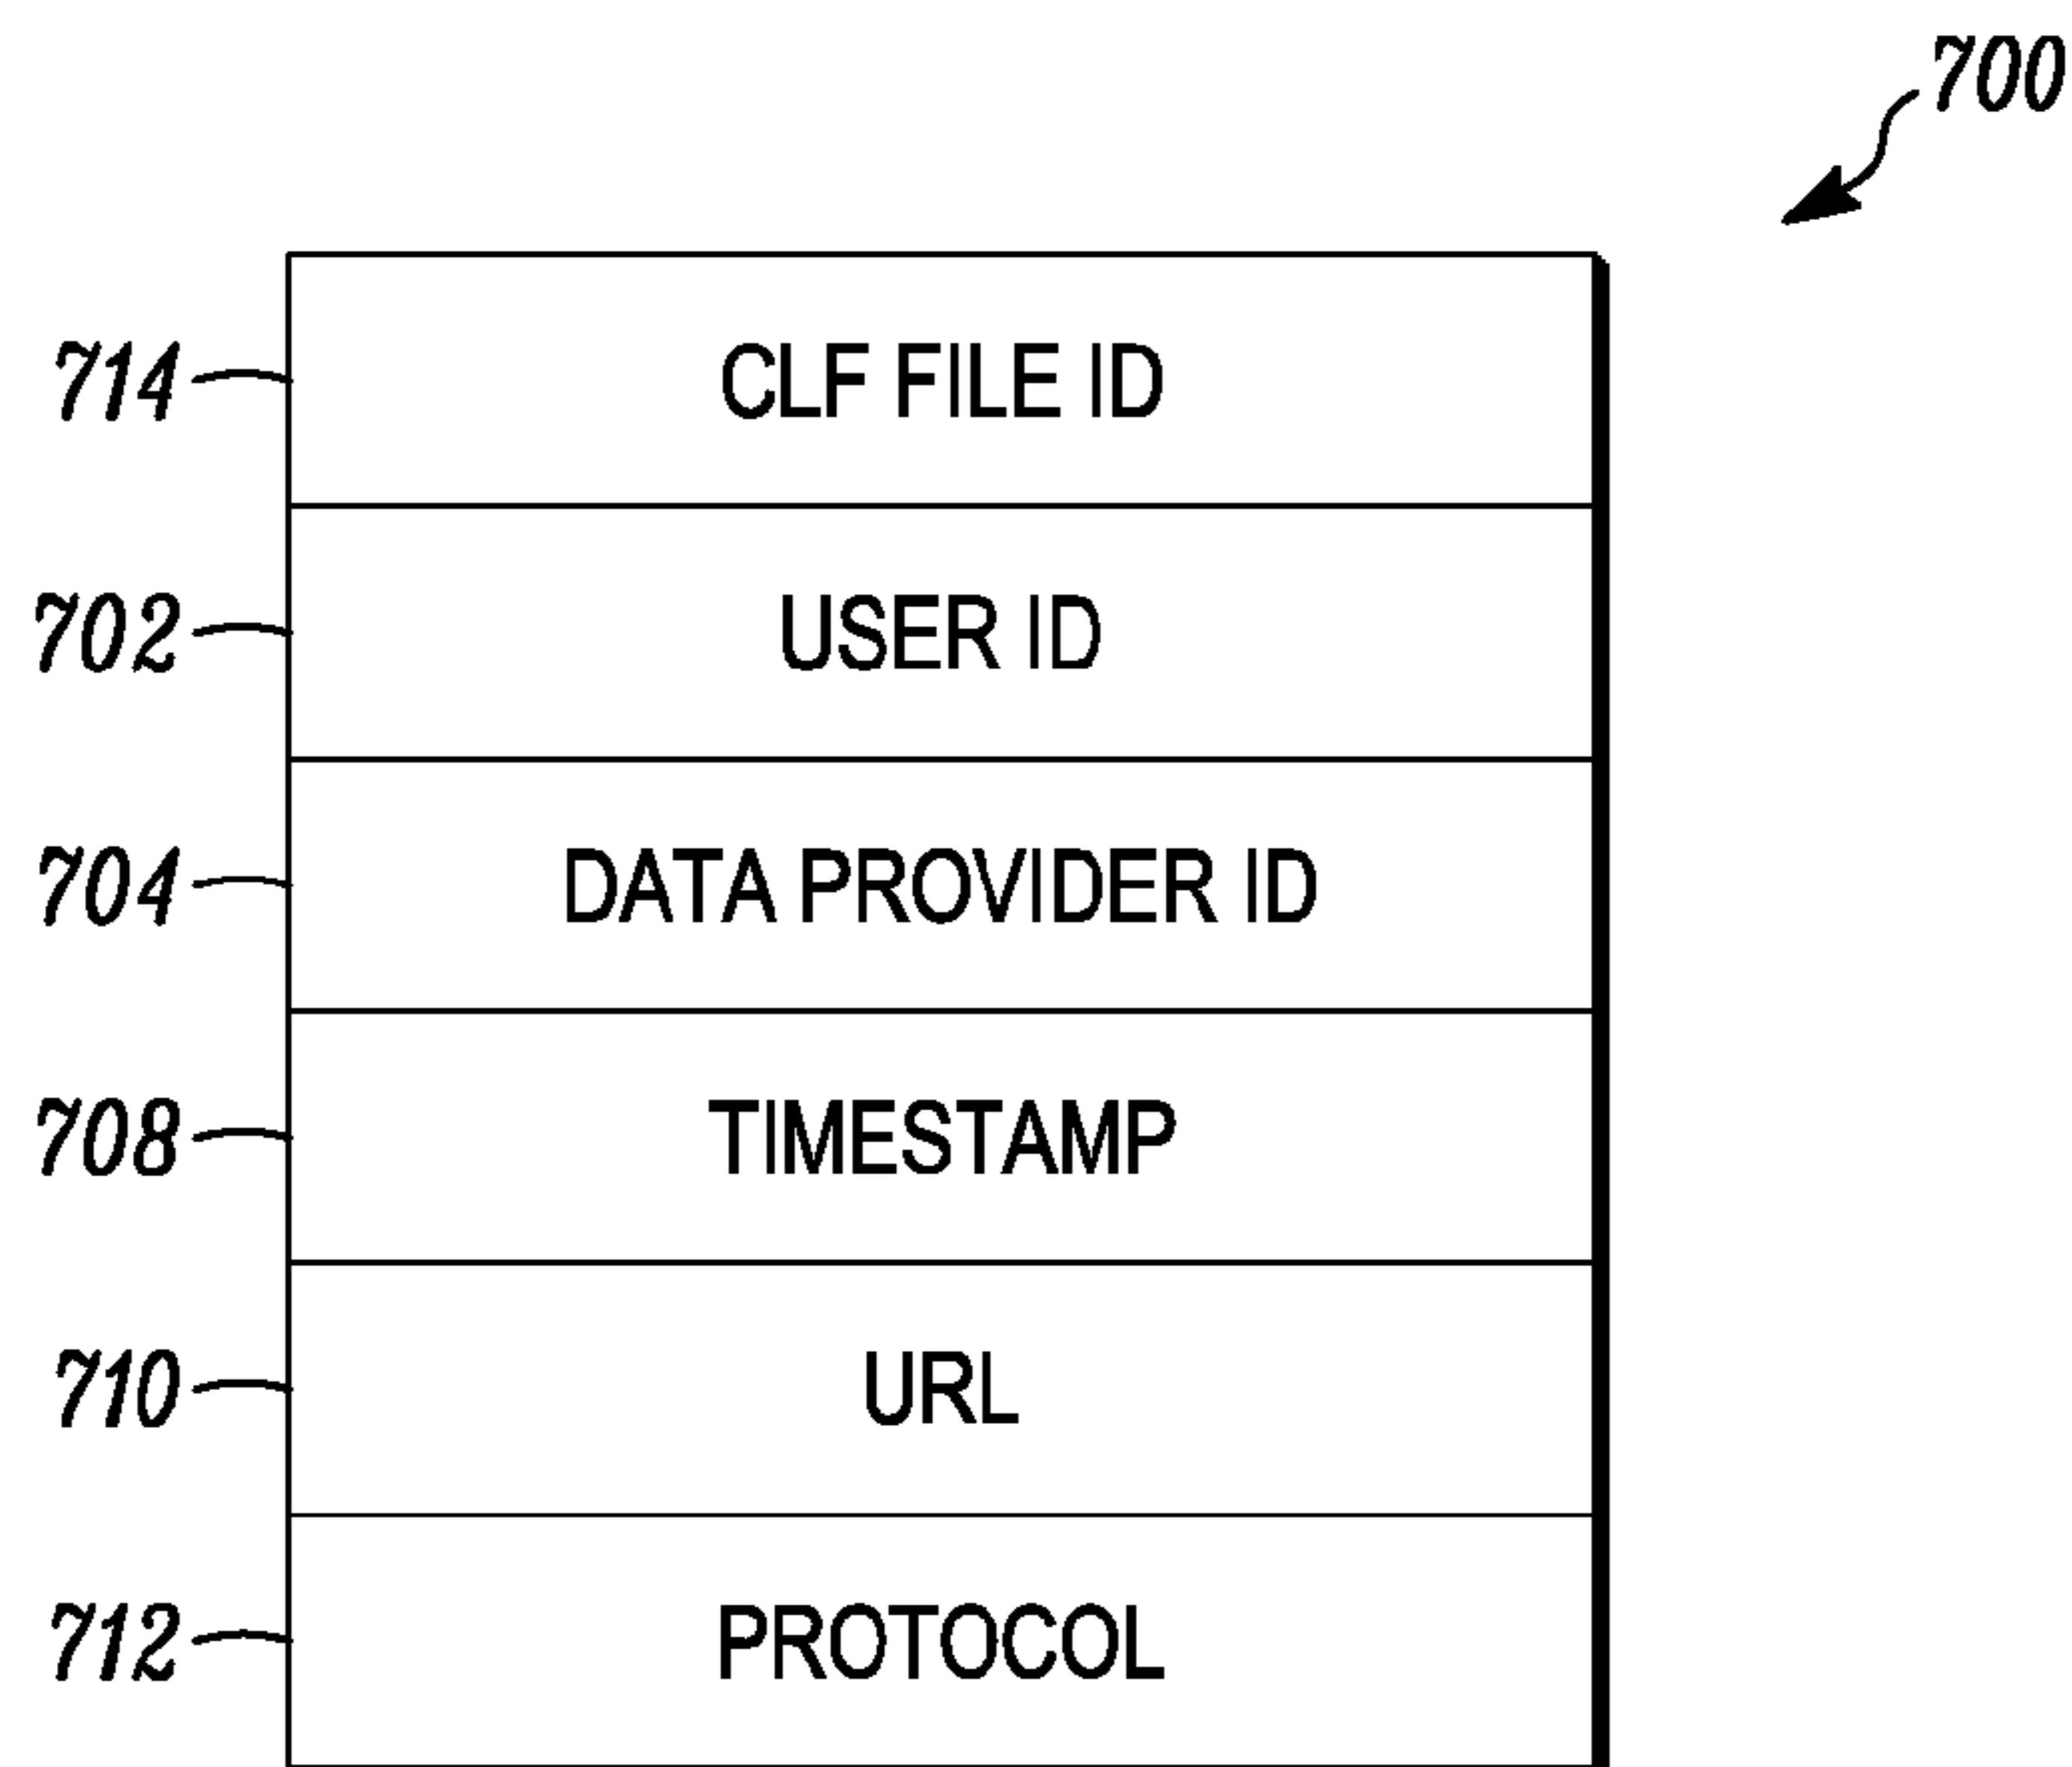 700
714 CLF FILE ID
702 USER ID
704 DATA PROVIDER ID
708 TIMESTAMP
710 URL
712 PROTOCOL